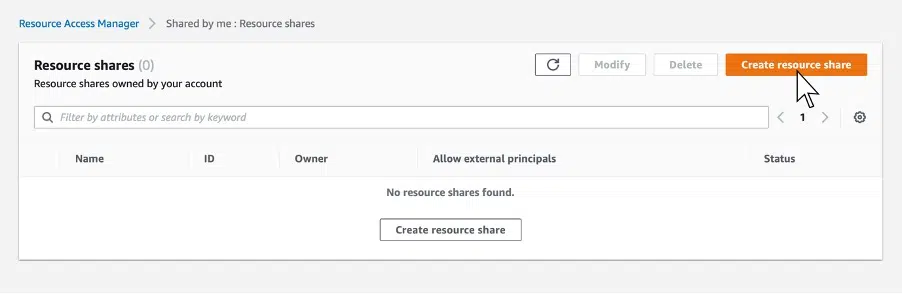 Resource Access Manager > Shared by me : Resource shares
Resource shares (0)
Modify
Delete
Create resource share
Resource shares owned by your account
Filter by attributes or search by keyword
1
Name ID Owner Allow external principals Status
No resource shares found.
Create resource share